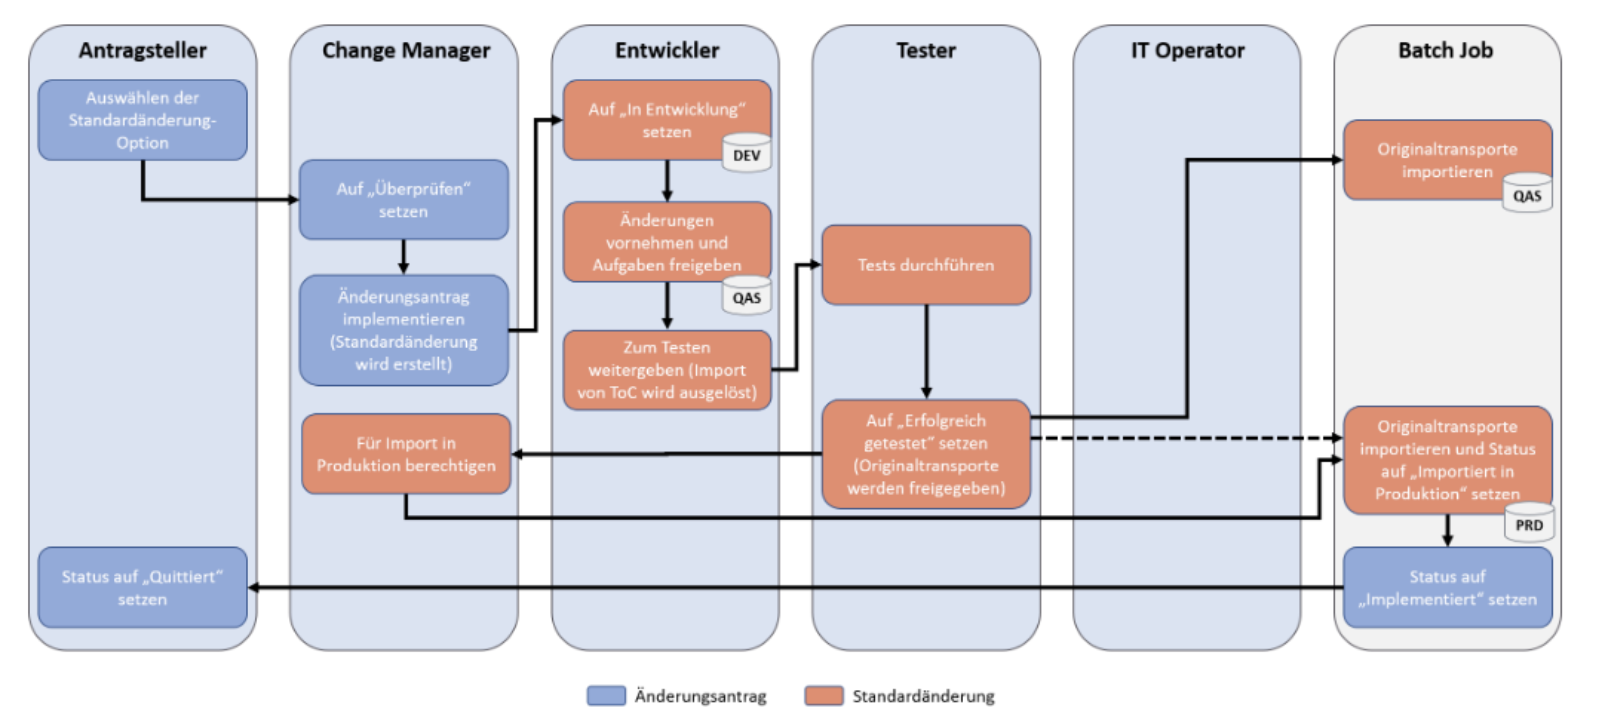 Antragsteller
Auswählen der
Standardänderung-
Option
Status auf „Quittiert“
setzen
Change Manager
Auf „Überprüfen“
setzen
Änderungsantrag
implementieren
(Standardänderung
wird erstellt)
Für Import in
Produktion berechtigen
Entwickler
Auf „In Entwicklung“
setzen
DEV
Änderungen
vornehmen und
Aufgaben freigeben
QAS
Zum Testen
weitergeben (Import
von ToC wird ausgelöst)
Tester
Tests durchführen
Auf „Erfolgreich
getestet“ setzen
(Originaltransporte
werden freigegeben)
IT Operator
Batch Job
Originaltransporte
importieren
QAS
Originaltransporte
importieren und Status
auf „Importiert in
Produktion“ setzen
PRD
Status auf
„Implementiert“ setzen
Änderungsantrag
Standardänderung